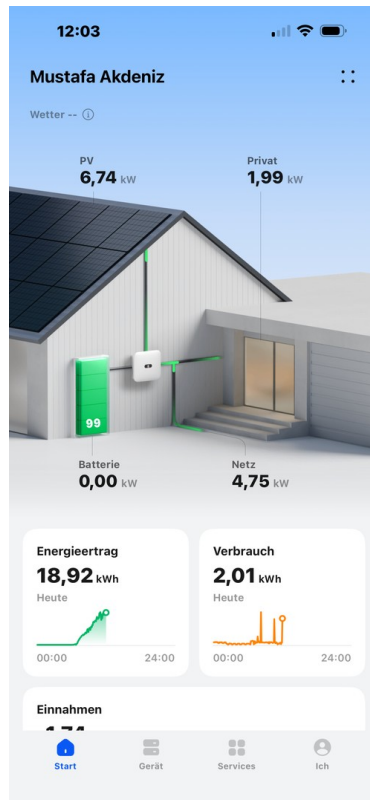 12:03
Mustafa Akdeniz
Wetter --
PV
6,74 kW
Privat
1,99 kW
99
Batterie
0,00 kW
Netz
4,75 kW
Energieertrag
18,92 kWh
Heute
00:00 24:00
Verbrauch
2,01 kWh
Heute
00:00 24:00
Einnahmen
Start
Gerät
Services
Ich